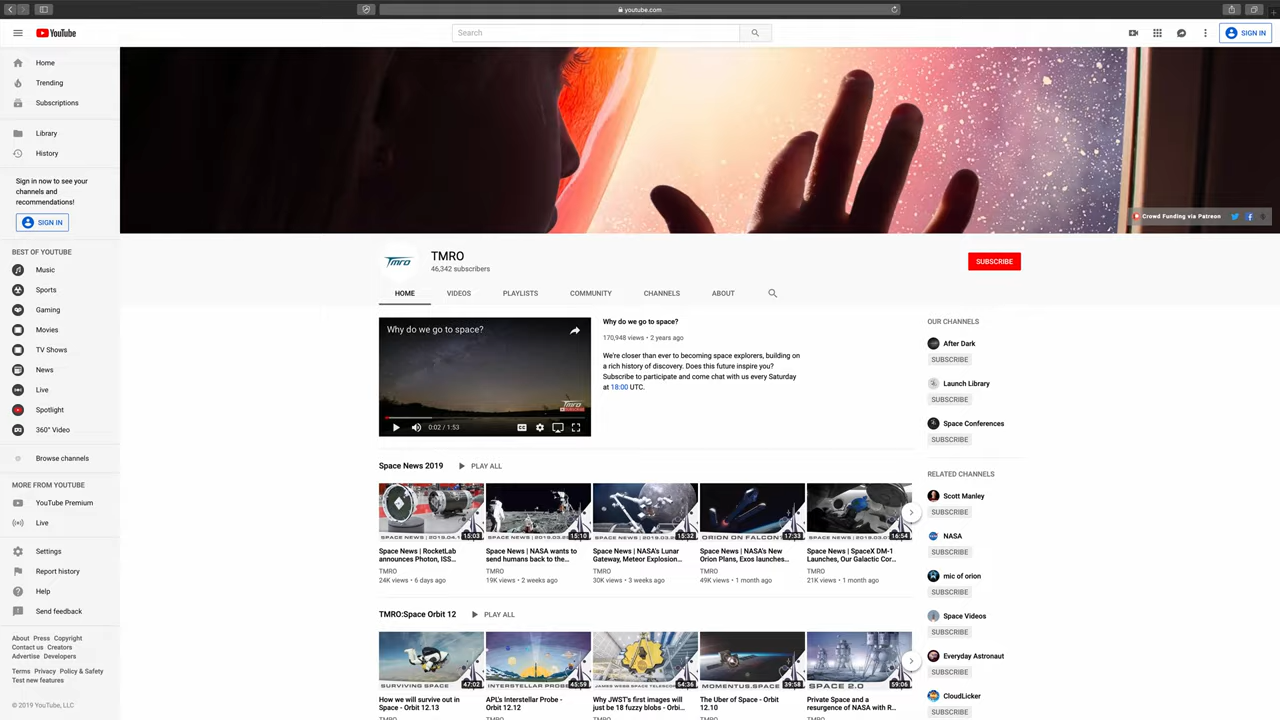 youtube.com
YouTube
Search
SIGN IN
Home
Trending
Subscriptions
Library
History
Sign in now to see your
channels and
recommendations!
SIGN IN
BEST OF YOUTUBE
Music
Sports
Gaming
Movies
TV Shows
News
Live
Spotlight
360° Video
Browse channels
MORE FROM YOUTUBE
YouTube Premium
Live
Settings
Report history
Help
Send feedback
About Press Copyright
Contact us Creators
Advertise Developers
Terms Privacy Policy & Safety
Test new features
© 2019 YouTube, LLC
Crowd Funding via Patreon
TMRO
TMRO
46,342 subscribers
SUBSCRIBE
HOME VIDEOS PLAYLISTS COMMUNITY CHANNELS ABOUT
Why do we go to space?
TMRO
0:02 / 1:53
Why do we go to space?
170,948 views • 2 years ago
We're closer than ever to becoming space explorers, building on
a rich history of discovery. Does this future inspire you?
Subscribe to participate and come chat with us every Saturday
at 18:00 UTC.
Space News 2019 PLAY ALL
15:03 15:10 15:32 17:33 16:54
ORION ON FALCON
Space News | RocketLab
announces Photon, ISS...
TMRO
24K views • 6 days ago
Space News | NASA wants to
send humans back to the...
TMRO
19K views • 2 weeks ago
Space News | NASA's Lunar
Gateway, Meteor Explosion...
TMRO
30K views • 3 weeks ago
Space News | NASA's New
Orion Plans, Exos launches...
TMRO
49K views • 1 month ago
Space News | SpaceX DM-1
Launches, Our Galactic Cor...
TMRO
21K views • 1 month ago
TMRO:Space Orbit 12 PLAY ALL
SURVIVING SPACE
47:02
INTERSTELLAR PROBE
45:59
JAMES WEBB SPACE TELESCOPE
54:36
MOMENTUS.SPACE
39:58
SPACE 2.0
59:06
How we will survive out in
Space - Orbit 12.13
APL's Interstellar Probe -
Orbit 12.12
Why JWST's first images will
just be 18 fuzzy blobs - Orbi...
The Uber of Space - Orbit
12.10
Private Space and a
resurgence of NASA with R...
OUR CHANNELS
After Dark
SUBSCRIBE
Launch Library
SUBSCRIBE
Space Conferences
SUBSCRIBE
RELATED CHANNELS
Scott Manley
SUBSCRIBE
NASA
SUBSCRIBE
mic of orion
SUBSCRIBE
Space Videos
SUBSCRIBE
Everyday Astronaut
SUBSCRIBE
CloudLicker
SUBSCRIBE